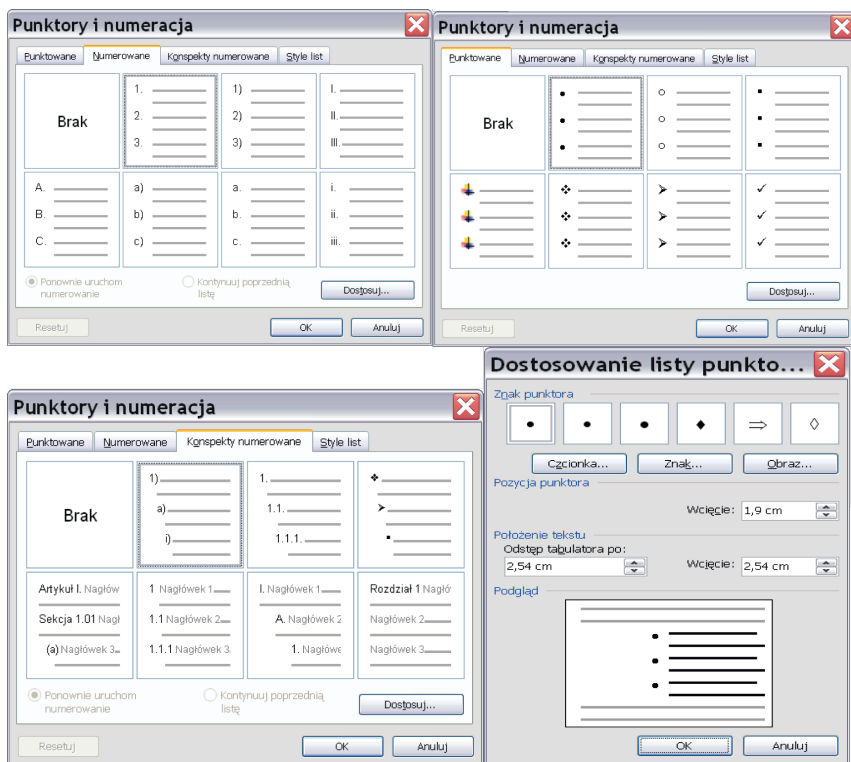 Punktory i numeracja
Punktowane Numerowane Konspekty numerowane Style list
Brak
1.
2.
3.
1)
2)
3)
I.
II.
III.
A.
B.
C.
a)
b)
c)
a.
b.
c.
i.
ii.
iii.
Ponownie uruchom
numerowanie
Kontynuuj poprzednią
listę
Dostosuj...
Resetuj OK Anuluj
Punktory i numeracja
Punktowane Numerowane Konspekty numerowane Style list
Brak
Dostosuj...
Resetuj OK Anuluj
Punktory i numeracja
Punktowane Numerowane Konspekty numerowane Style list
Brak
1)
a)
i)
1.
1.1.
1.1.1.
Artykuł I. Nagłów
Sekcja 1.01 Nagł
(a) Nagłówek 3
1 Nagłówek 1
1.1 Nagłówek 2
1.1.1 Nagłówek 3
I. Nagłówek 1
A. Nagłówek 2
1. Nagłówe
Rozdział 1 Nagłó
Nagłówek 2
Nagłówek 3
Ponownie uruchom
numerowanie
Kontynuuj poprzednią
listę
Dostosuj...
Resetuj OK Anuluj
Dostosowanie listy punkto...
Znak punktora
Czcionka... Znak... Obraz...
Pozycja punktora
Wcięcie: 1,9 cm
Położenie tekstu
Odstęp tabulatora po:
2,54 cm Wcięcie: 2,54 cm
Podgląd
OK Anuluj